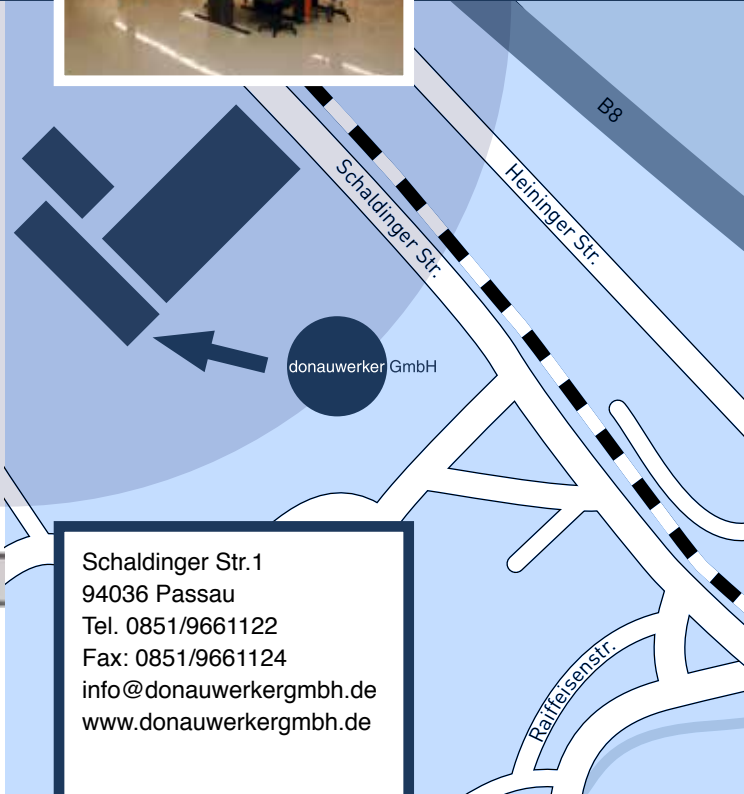 B8
Heininger Str.
Schaldinger Str.
donauwerker GmbH
Schaldinger Str.1
94036 Passau
Tel. 0851/9661122
Fax: 0851/9661124
info@donauwerkergmbh.de
www.donauwerkergmbh.de
Raiffeisenstr.